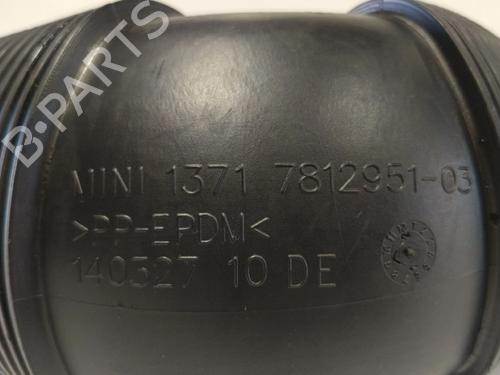 B-PARTS
MINI 1371 7812951-03
>PP-EPDM<
140327 10 DE